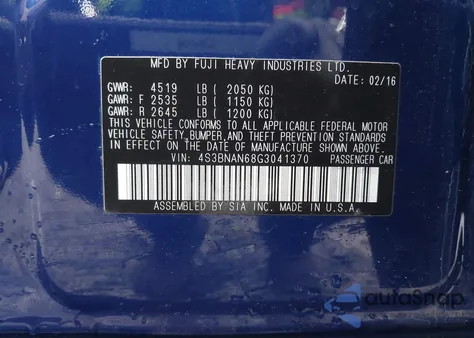 MFD BY FUJI HEAVY INDUSTRIES LTD.
DATE: 02/16
GVWR: 4519 LB ( 2050 KG)
GAWR: F 2535 LB ( 1150 KG)
GAWR: R 2645 LB ( 1200 KG)
THIS VEHICLE CONFORMS TO ALL APPLICABLE FEDERAL MOTOR
VEHICLE SAFETY, BUMPER, AND THEFT PREVENTION STANDARDS
IN EFFECT ON THE DATE OF MANUFACTURE SHOWN ABOVE.
VIN: 4S3BNAN68G3041370 PASSENGER CAR
ASSEMBLED BY SIA INC. MADE IN U.S.A.
autoSnap